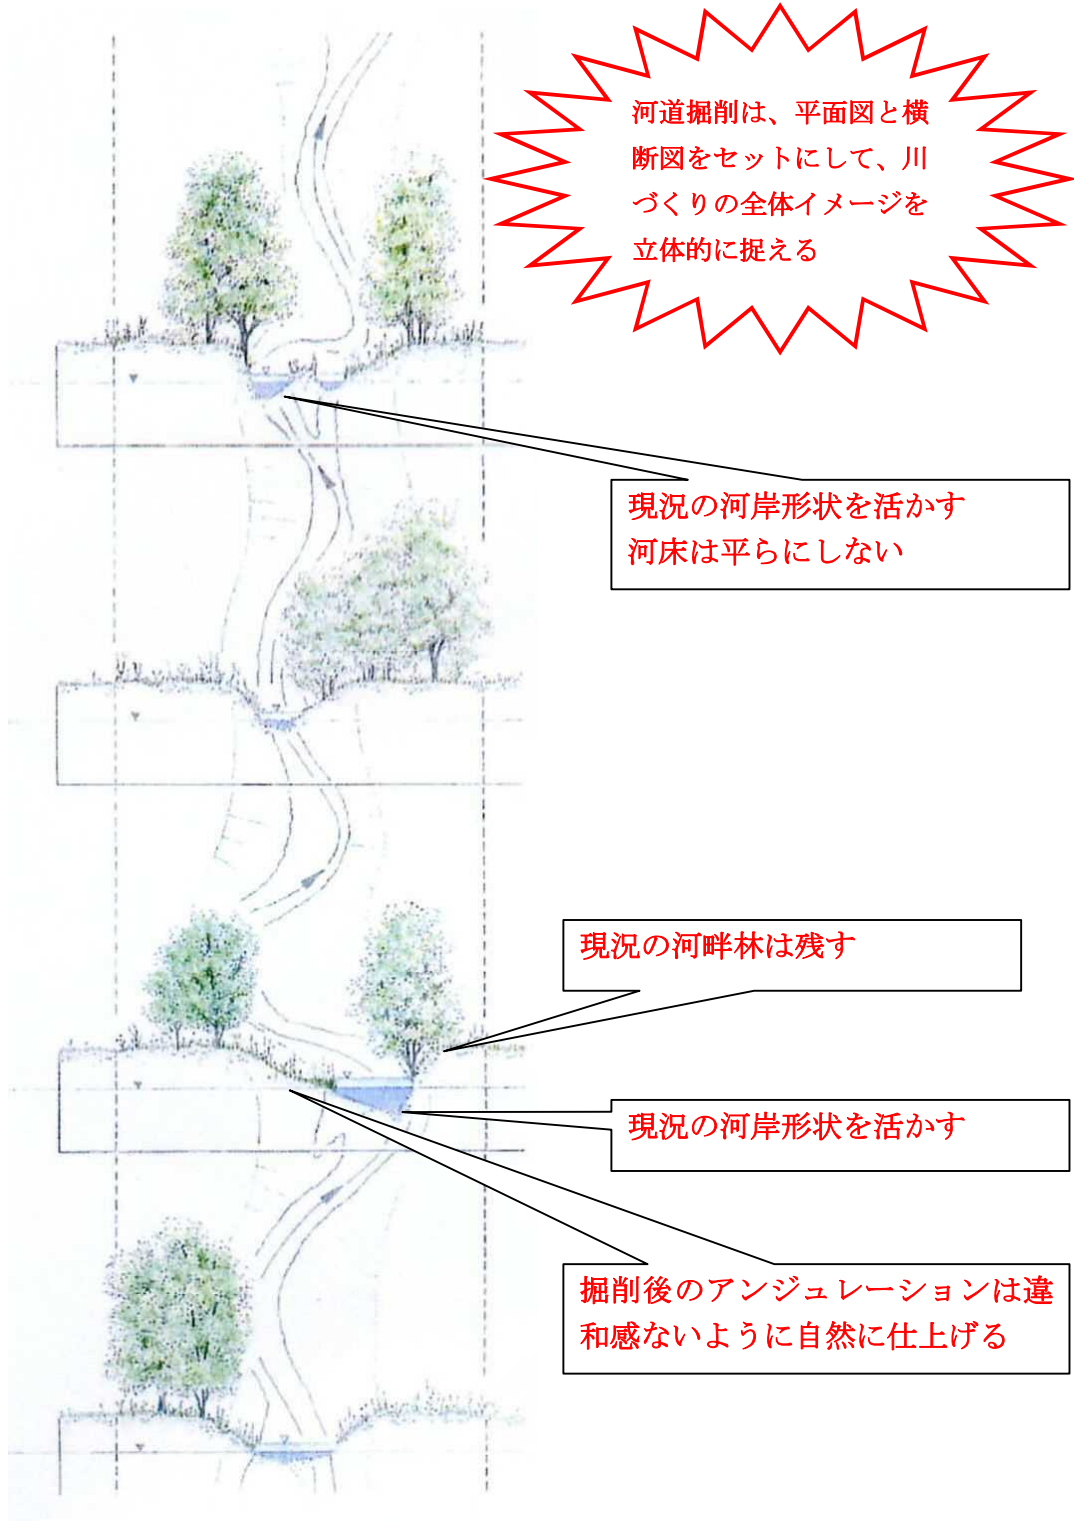 河道掘削は、平面図と横
断図をセットにして、川
づくりの全体イメージを
立体的に捉える
現況の河岸形状を活かす
河床は平らにしない
現況の河畔林は残す
現況の河岸形状を活かす
掘削後のアンジュレーションは違
和感ないように自然に仕上げる